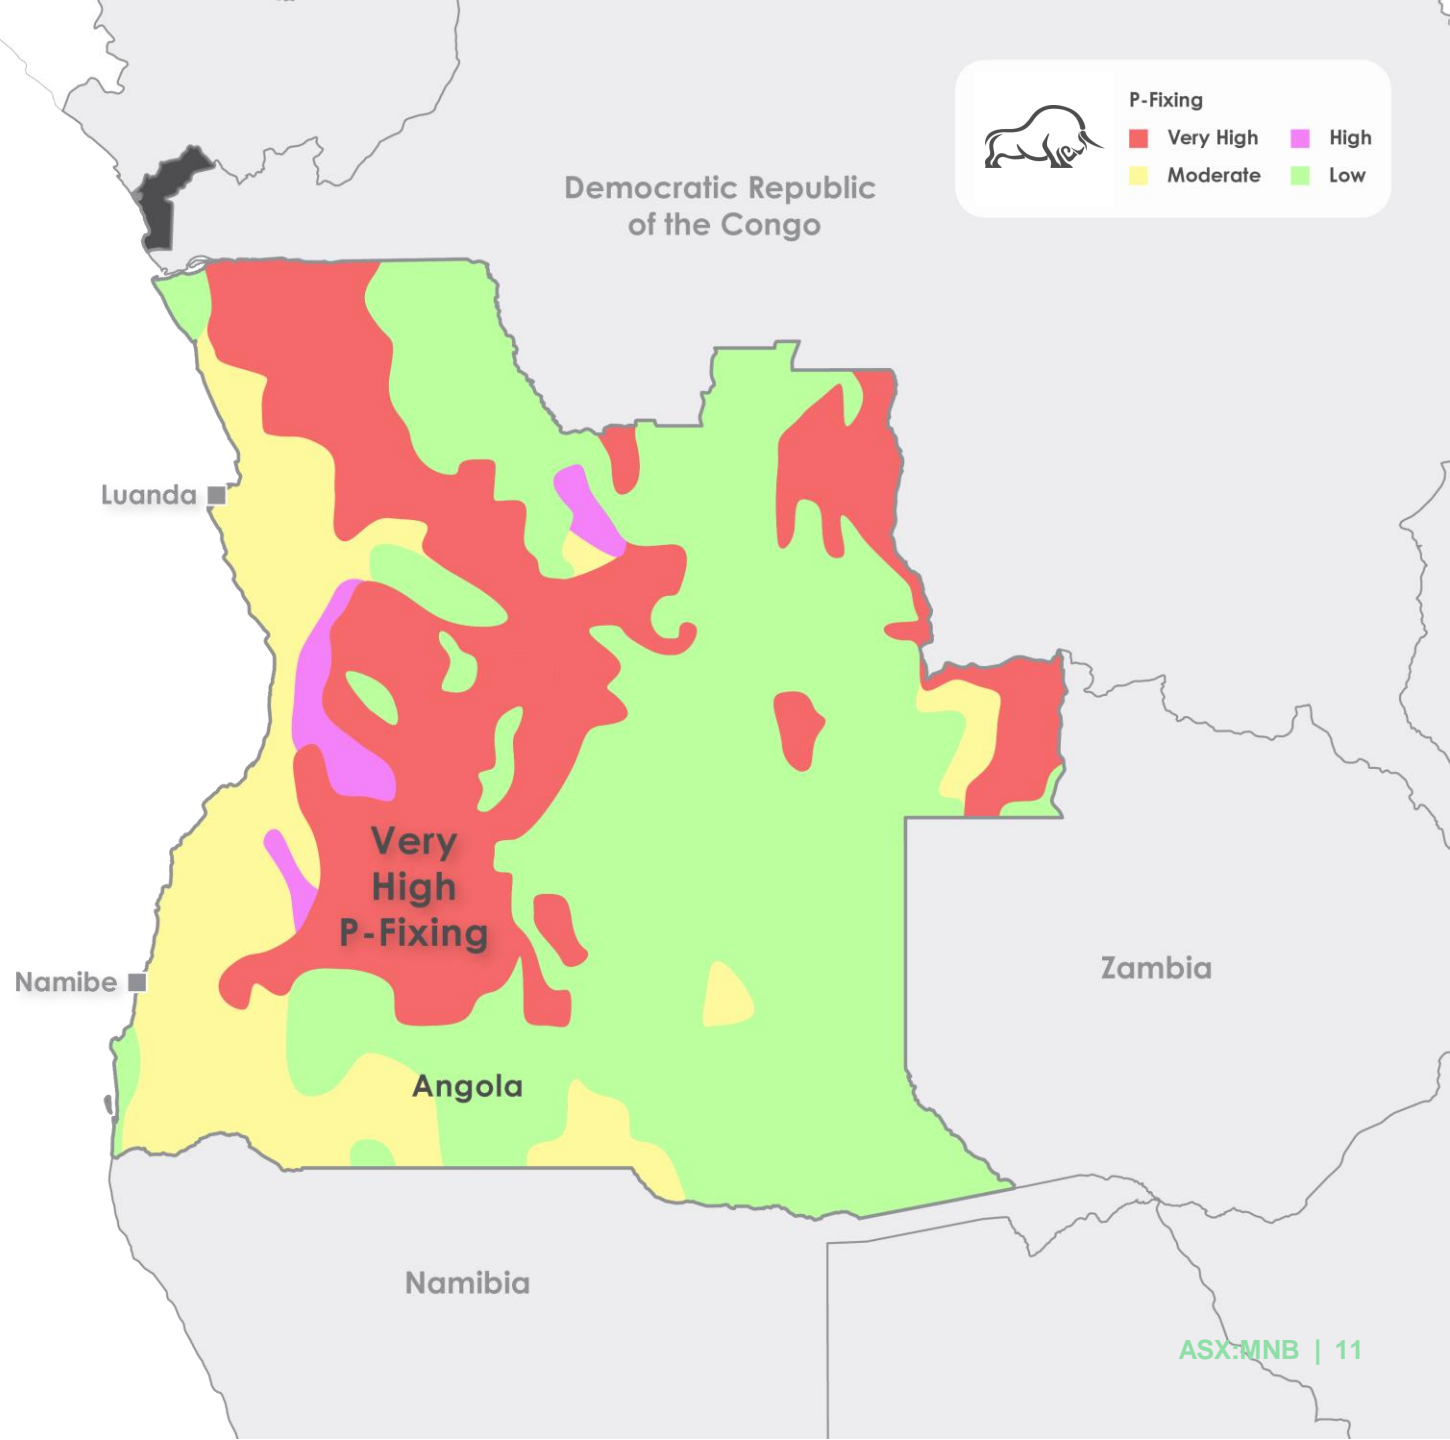 P-Fixing
Very High
High
Moderate
Low
Democratic Republic
of the Congo
Luanda
Very
High
P-Fixing
Zambia
Namibe
Angola
Namibia
ASX:MNB | 11